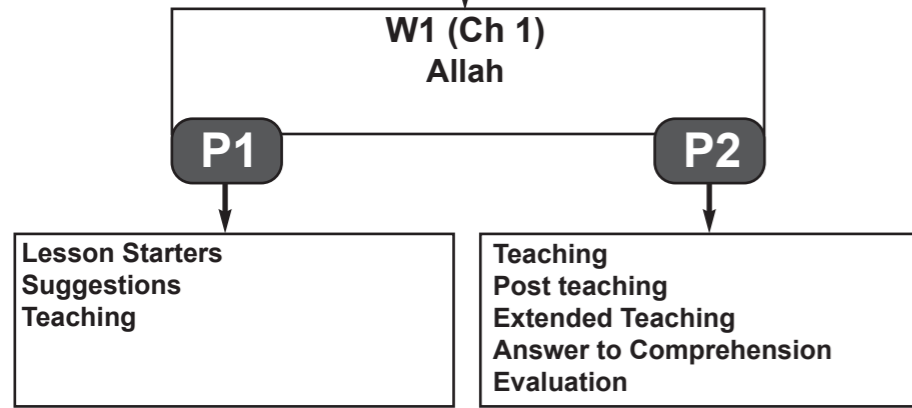 W1 (Ch 1)
Allah
P1
P2
Lesson Starters
Suggestions
Teaching
Teaching
Post teaching
Extended Teaching
Answer to Comprehension
Evaluation